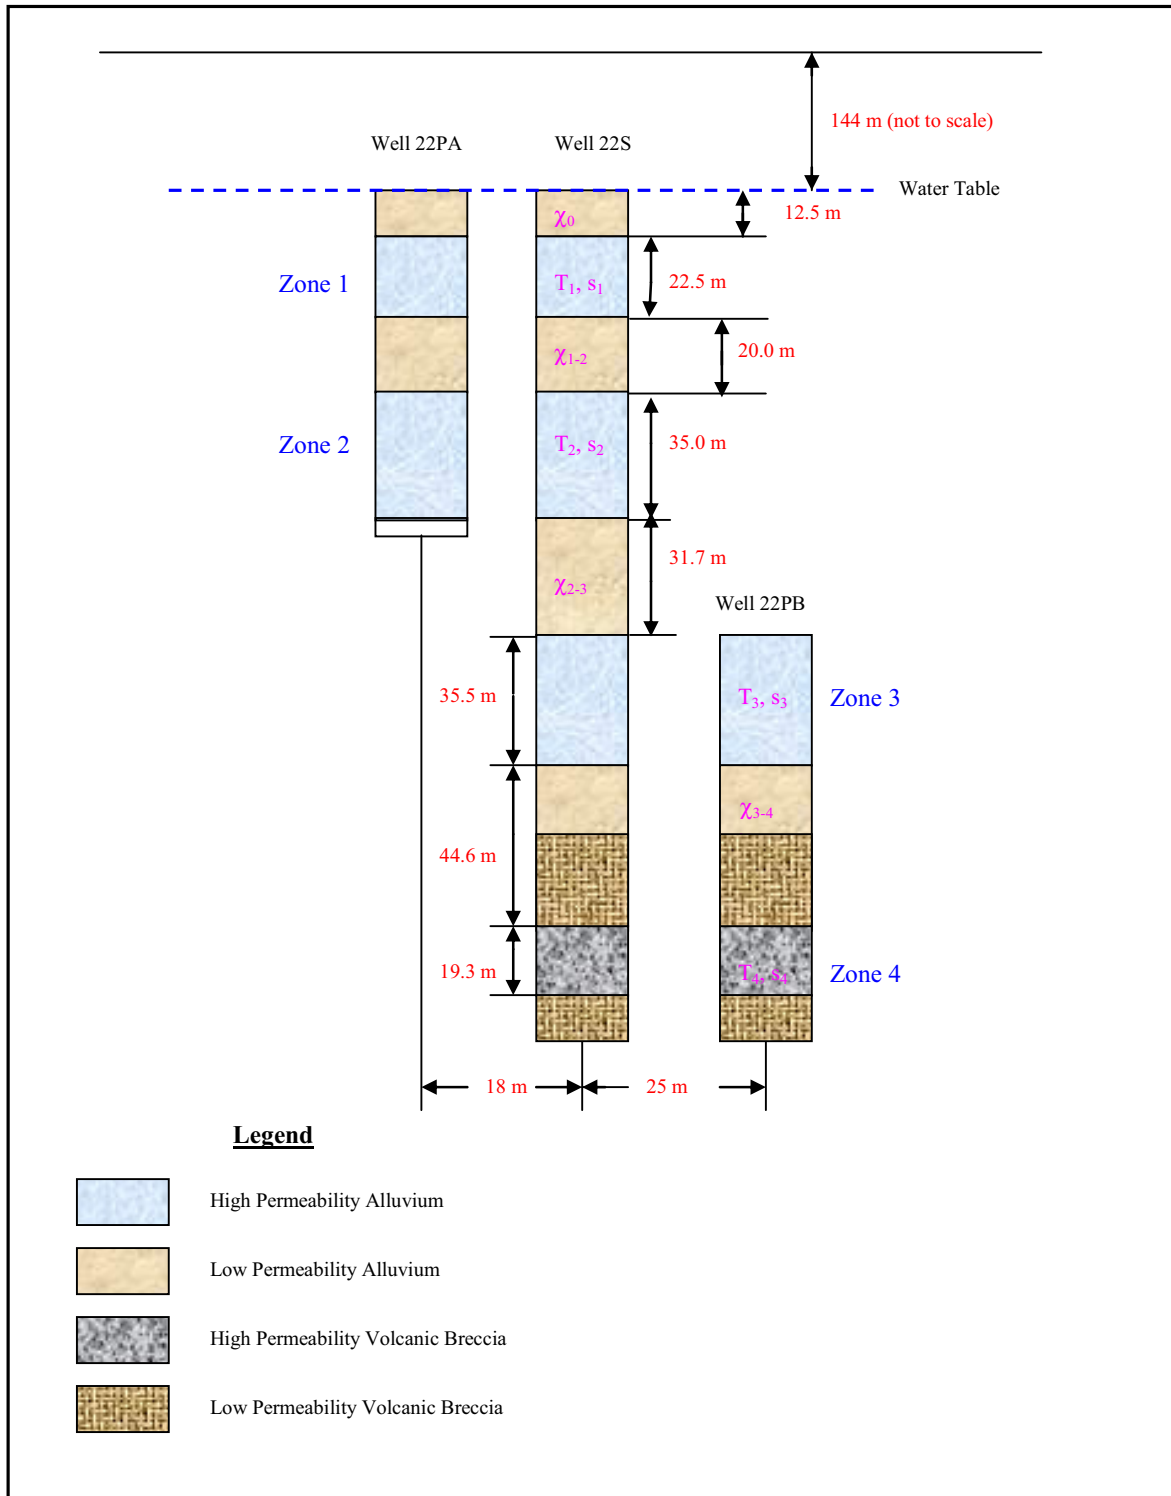 144 m (not to scale)
Well 22PA
Well 22S
Water Table
12.5 m
χ0
Zone 1
T1, s1
22.5 m
χ1-2
20.0 m
Zone 2
T2, s2
35.0 m
χ2-3
31.7 m
Well 22PB
35.5 m
T3, s3
Zone 3
χ3-4
44.6 m
19.3 m
T4, s4
Zone 4
18 m
25 m
Legend
High Permeability Alluvium
Low Permeability Alluvium
High Permeability Volcanic Breccia
Low Permeability Volcanic Breccia